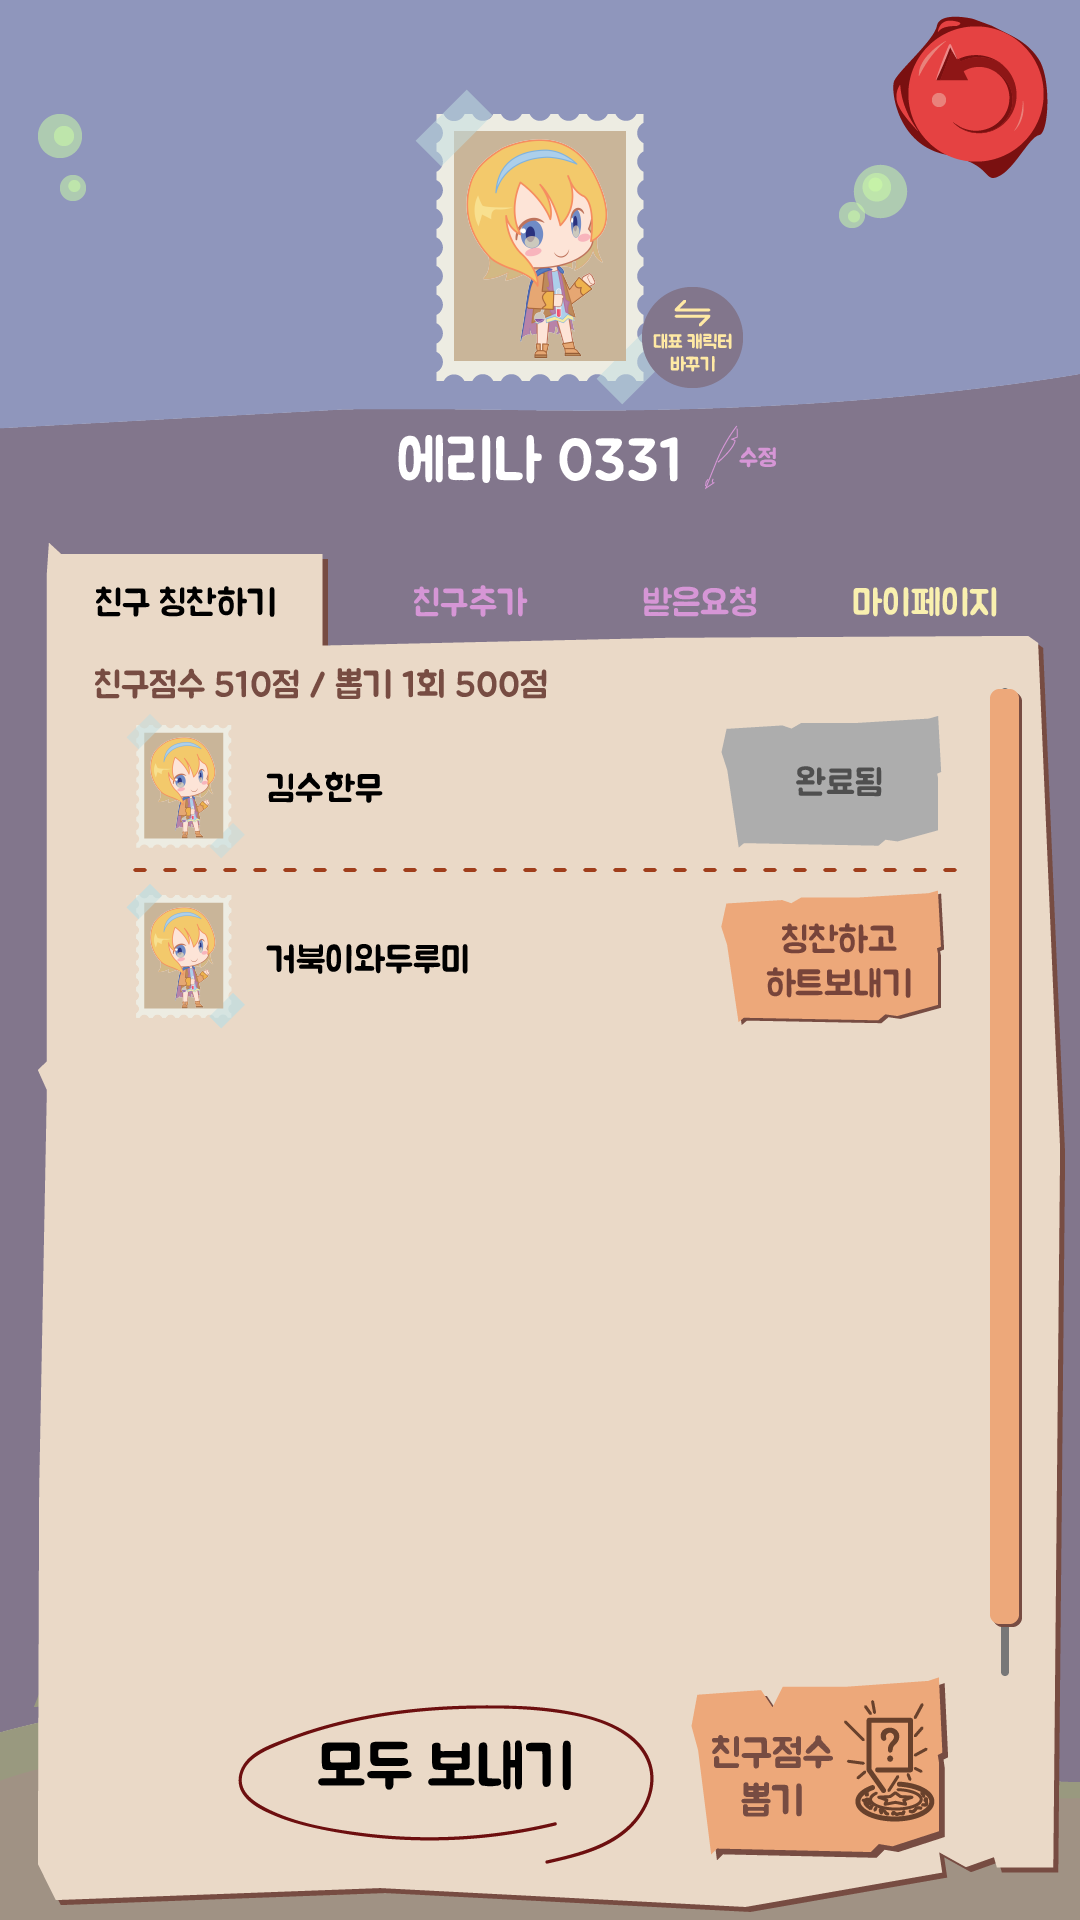 대표 캐릭터
바꾸기
에리나 0331
수정
친구 칭찬하기
친구추가
받은요청
마이페이지
친구점수 510점 / 뽑기 1회 500점
김수한무
완료됨
거북이와두루미
칭찬하고
하트보내기
모두 보내기
친구점수
뽑기
?